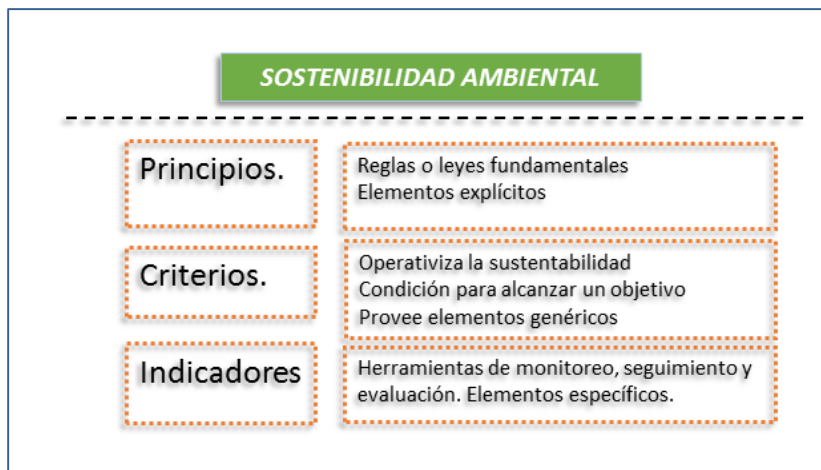 SOSTENIBILIDAD AMBIENTAL
Principios.
Reglas o leyes fundamentales
Elementos explícitos
Criterios.
Operativiza la sustentabilidad
Condición para alcanzar un objetivo
Provee elementos genéricos
Indicadores
Herramientas de monitoreo, seguimiento y
evaluación. Elementos específicos.